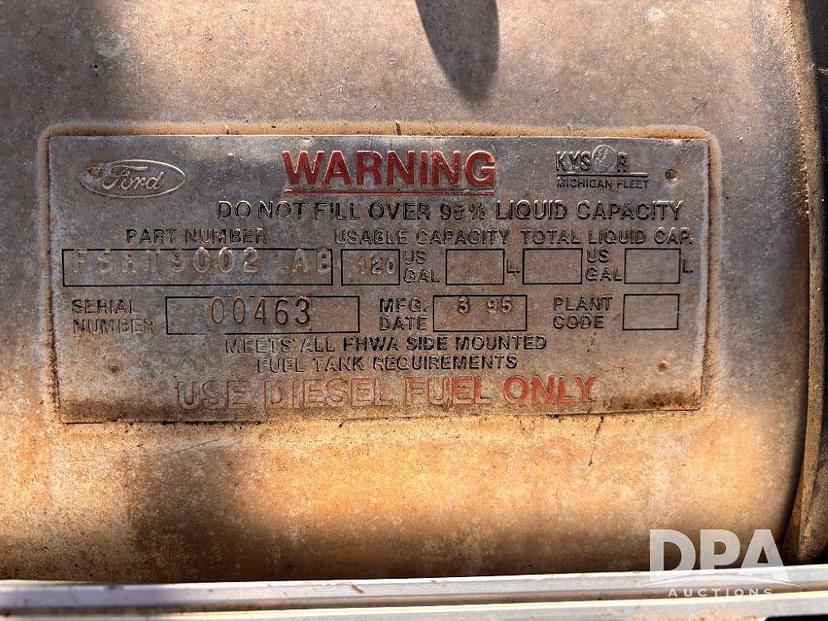 Ford WARNING KYSOR
MICHIGAN FLEET
DO NOT FILL OVER 95% LIQUID CAPACITY
PART NUMBER USABLE CAPACITY TOTAL LIQUID CAP.
F5HT9002 AB 120 US GAL L. US GAL L.
SERIAL NUMBER 00463 MFG. DATE 3 95 PLANT CODE
MEETS ALL FHWA SIDE MOUNTED
FUEL TANK REQUIREMENTS
USE DIESEL FUEL ONLY
DPA
AUCTIONS